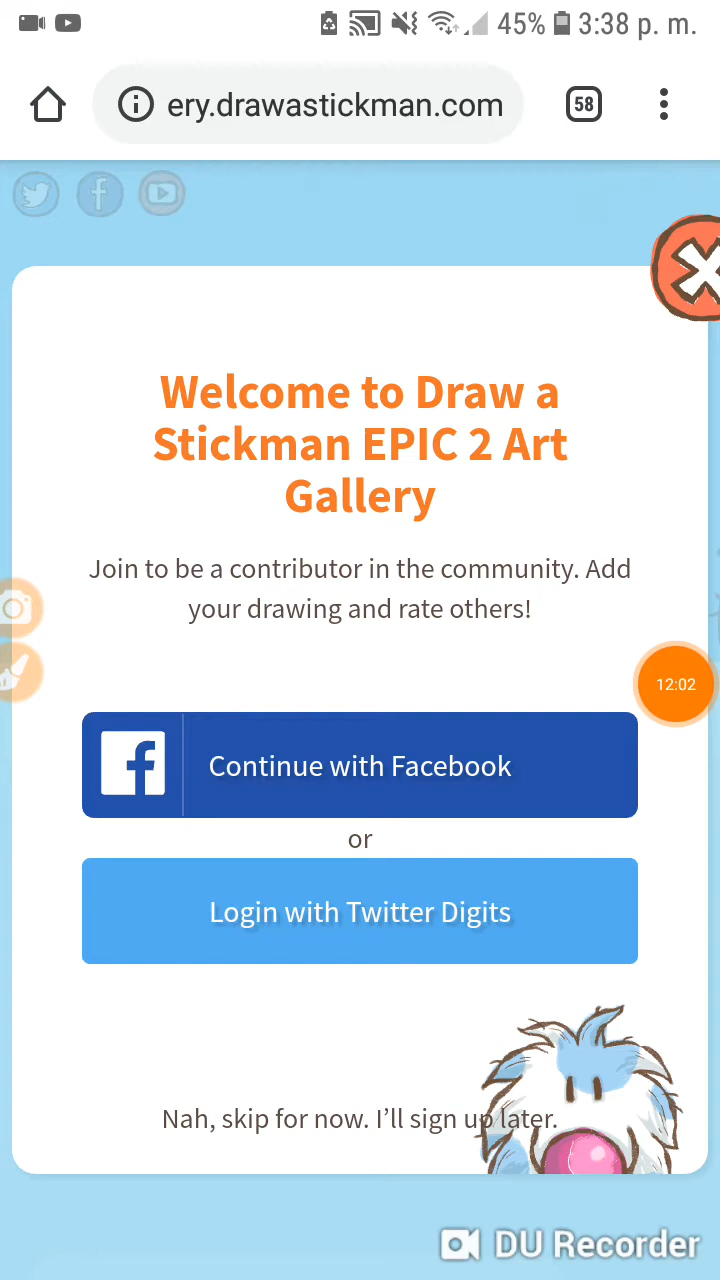 45% 3:38 p. m.
ery.drawastickman.com 58
Welcome to Draw a
Stickman EPIC 2 Art
Gallery
Join to be a contributor in the community. Add
your drawing and rate others!
12:02
Continue with Facebook
or
Login with Twitter Digits
Nah, skip for now. I’ll sign up later.
DU Recorder